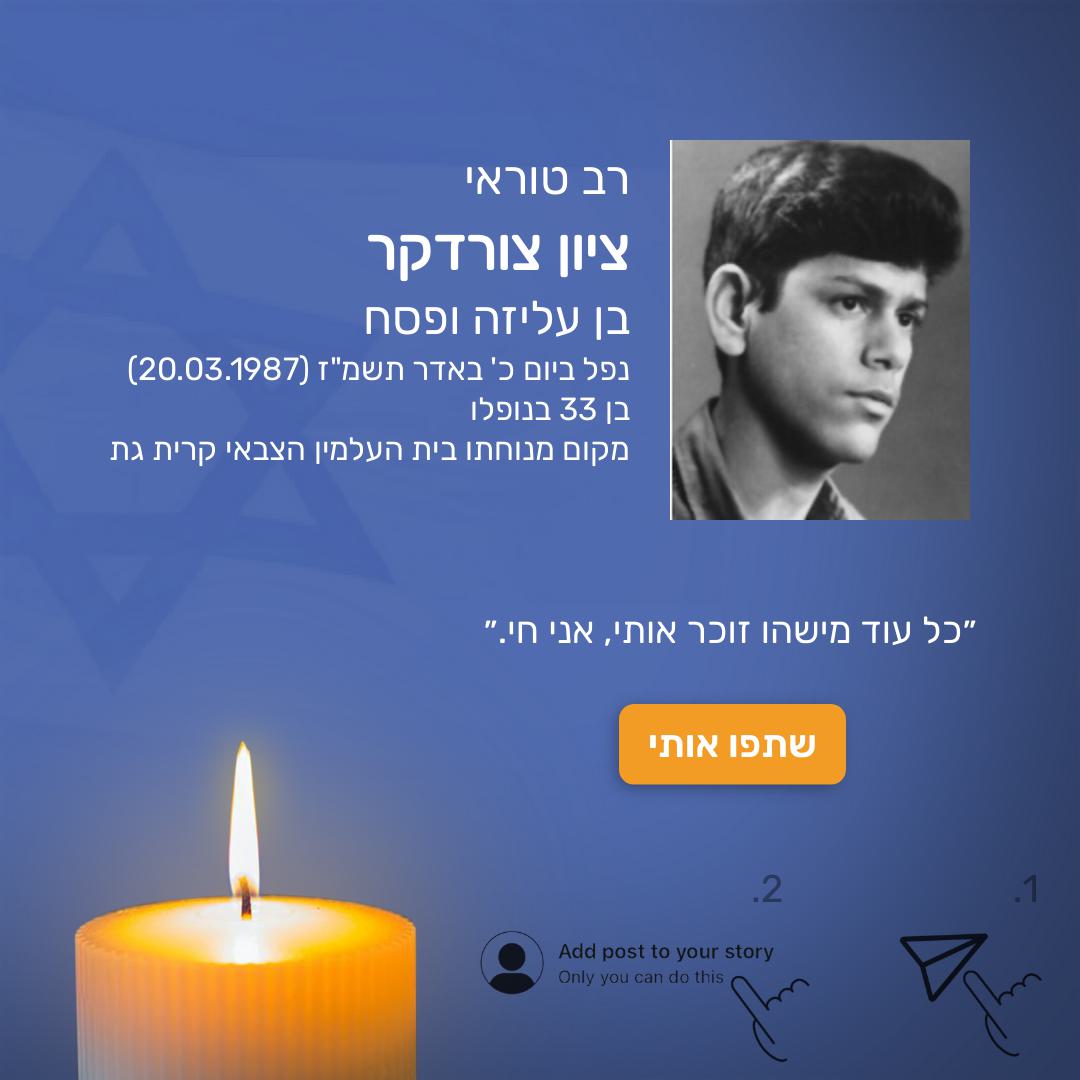 רב טוראי
ציון צורדקר
בן עליזה ופסח
נפל ביום כ' באדר תשמ"ז (20.03.1987)
בן 33 בנופלו
מקום מנוחתו בית העלמין הצבאי קרית גת
״כל עוד מישהו זוכר אותי, אני חי.״
שתפו אותי
1.
2.
Add post to your story
Only you can do this